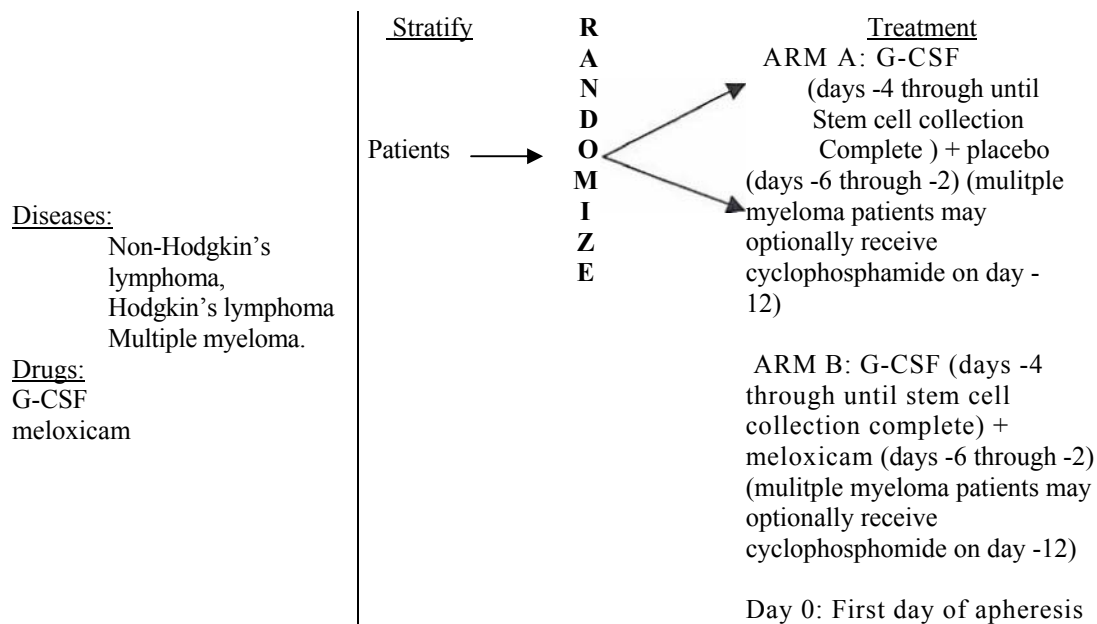 Diseases:
Non-Hodgkin’s
lymphoma,
Hodgkin’s lymphoma
Multiple myeloma.
Drugs:
G-CSF
meloxicam
Stratify
Patients
R
A
N
D
O
M
I
Z
E
Treatment
ARM A: G-CSF
(days -4 through until
Stem cell collection
Complete ) + placebo
(days -6 through -2) (mulitple
myeloma patients may
optionally receive
cyclophosphamide on day -
12)
ARM B: G-CSF (days -4
through until stem cell
collection complete) +
meloxicam (days -6 through -2)
(mulitple myeloma patients may
optionally receive
cyclophosphomide on day -12)
Day 0: First day of apheresis